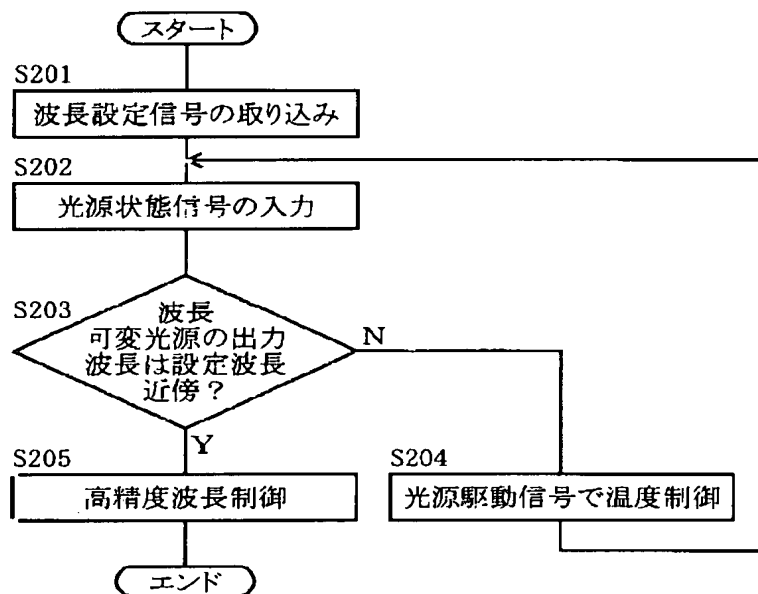 スタート
S201
波長設定信号の取り込み
S202
光源状態信号の入力
S203
波長
可変光源の出力
波長は設定波長
近傍？
N
Y
S205
高精度波長制御
S204
光源駆動信号で温度制御
エンド